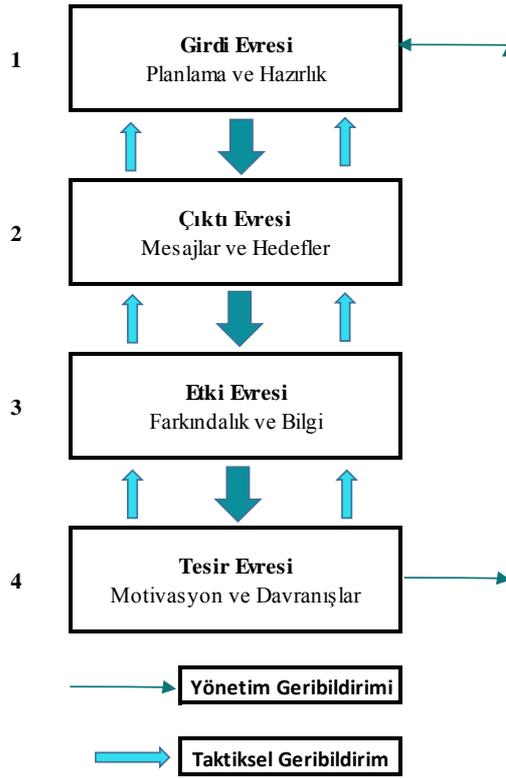 1
Girdi Evresi
Planlama ve Hazırlık
2
Çıktı Evresi
Mesajlar ve Hedefler
3
Etki Evresi
Farkındalık ve Bilgi
4
Tesir Evresi
Motivasyon ve Davranışlar
Yönetim Geribildirimi
Taktiksel Geribildirim